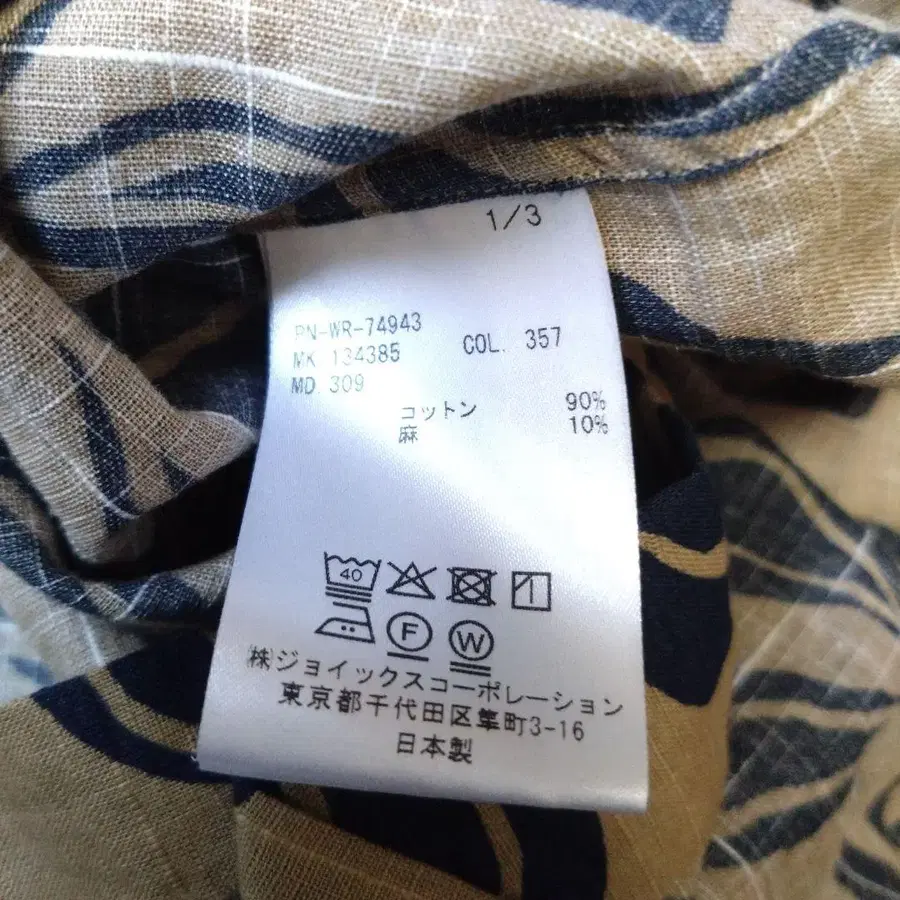 1/3
PN-WR-74943
MK 134385 COL. 357
MD. 309
コットン 90%
麻 10%
40
F W
㈱ジョイックスコーポレーション
東京都千代田区隼町3-16
日本製